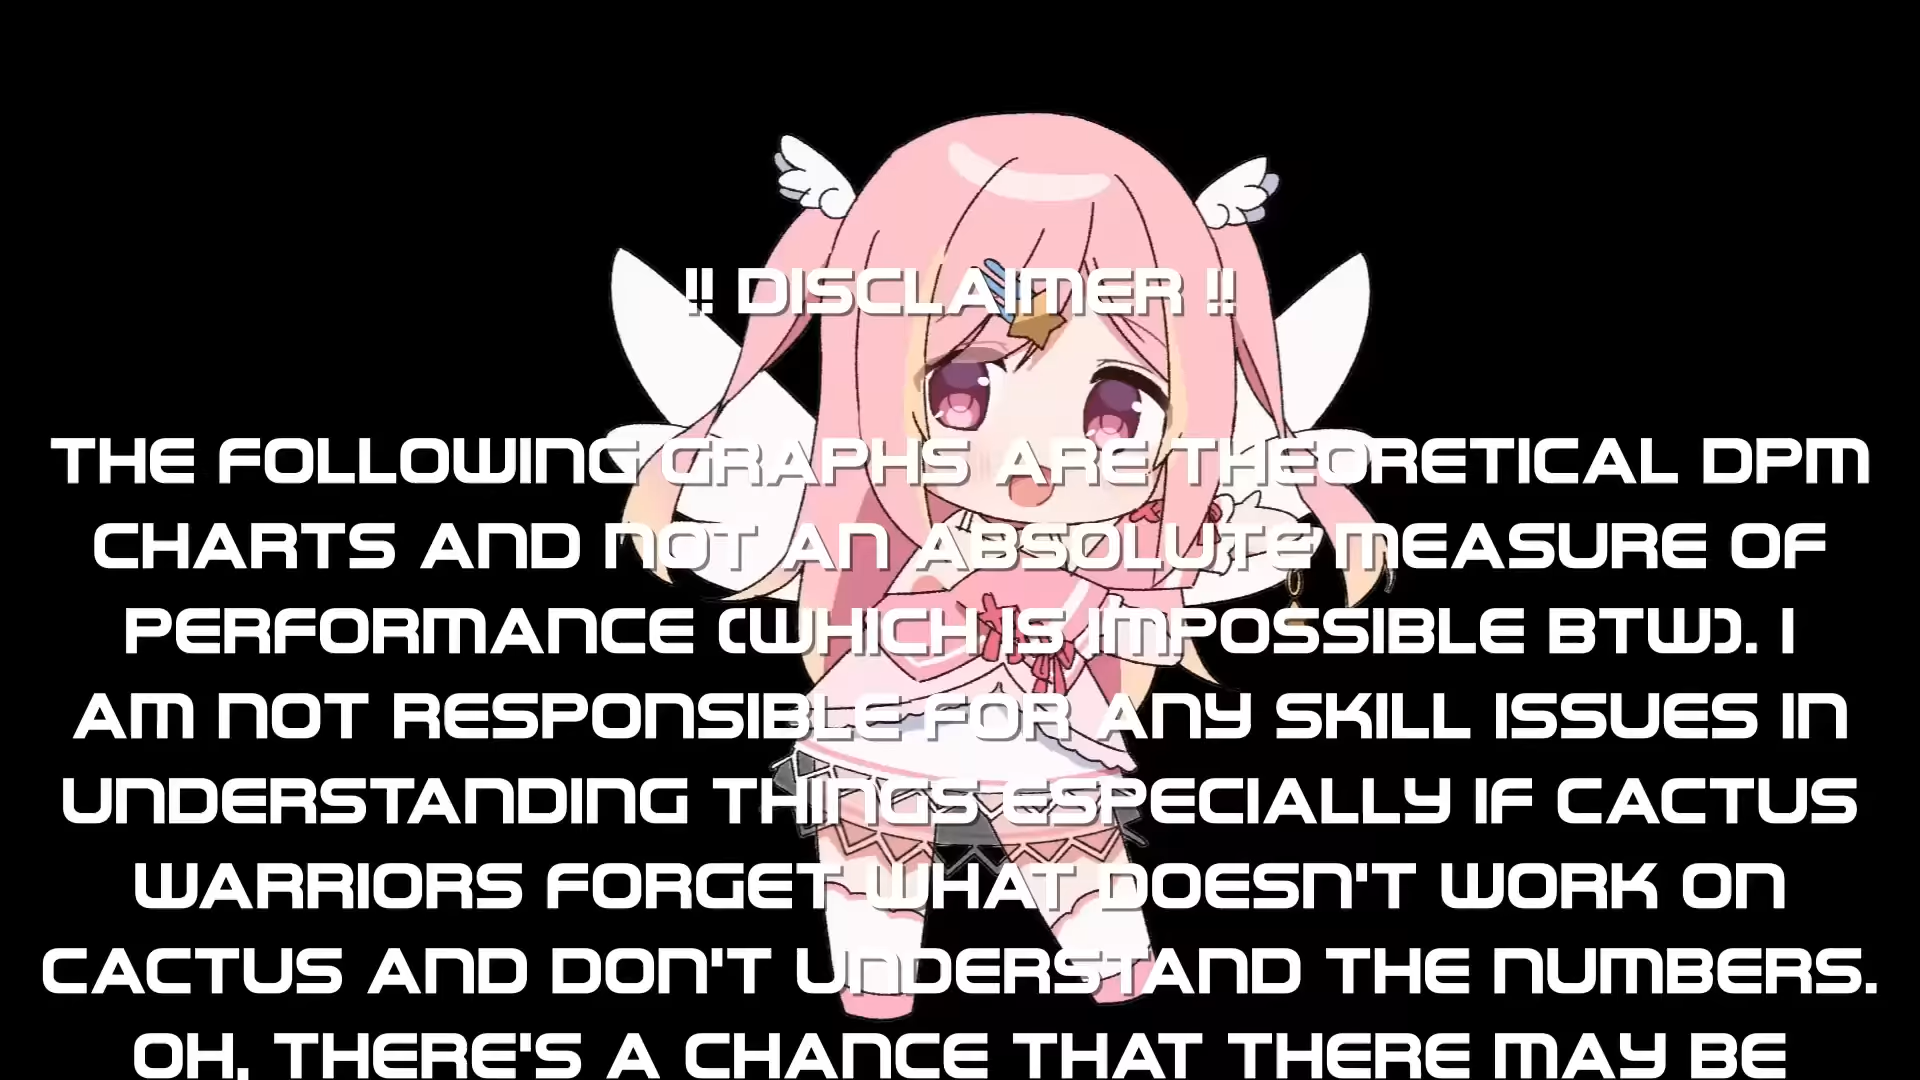 !! DISCLAIMER !!
THE FOLLOWING GRAPHS ARE THEORETICAL DPM
CHARTS AND NOT AN ABSOLUTE MEASURE OF
PERFORMANCE (WHICH IS IMPOSSIBLE BTW). I
AM NOT RESPONSIBLE FOR ANY SKILL ISSUES IN
UNDERSTANDING THINGS ESPECIALLY IF CACTUS
WARRIORS FORGET WHAT DOESN'T WORK ON
CACTUS AND DON'T UNDERSTAND THE NUMBERS.
OH, THERE'S A CHANCE THAT THERE MAY BE